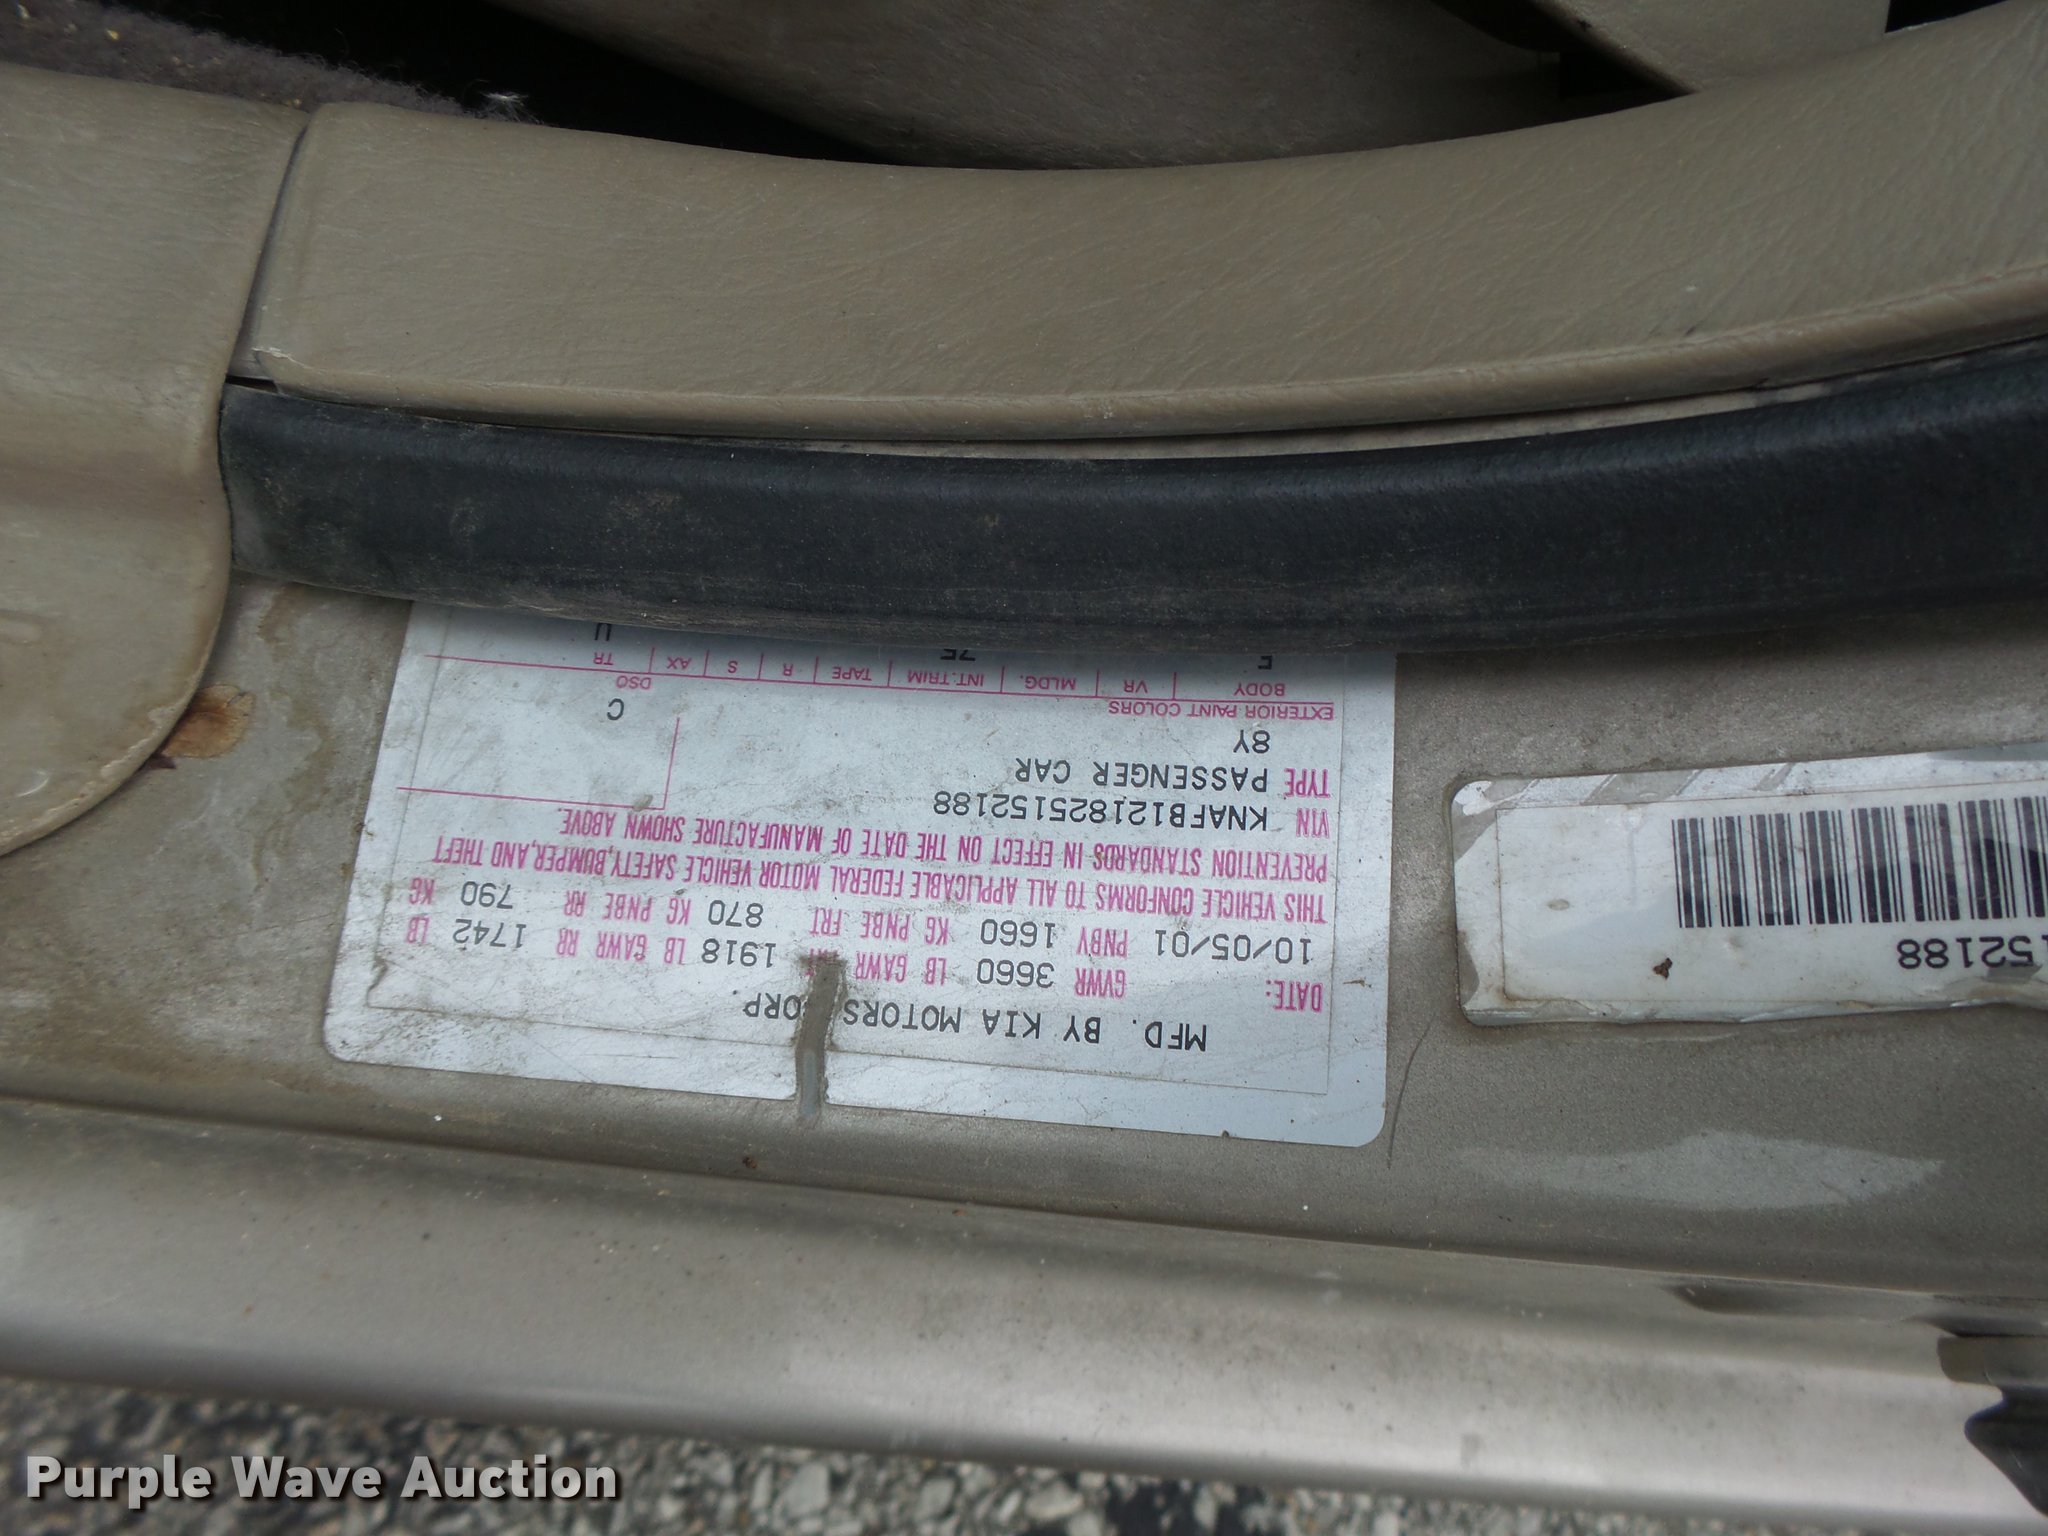 MFD. BY KIA MOTORS CORP.
DATE: GVWR 3660 LB GAWR FRT 1918 LB GAWR RR 1742 LB
10/05/01 PNBV 1660 KG PNBE FRT 870 KG PNBE RR 790 KG
THIS VEHICLE CONFORMS TO ALL APPLICABLE FEDERAL MOTOR VEHICLE SAFETY,BUMPER,AND THEFT
PREVENTION STANDARDS IN EFFECT ON THE DATE OF MANUFACTURE SHOWN ABOVE.
VIN KNAFB121825152188
TYPE PASSENGER CAR
8Y C
EXTERIOR PAINT COLORS DSO
BODY VR MLDG. INT.TRIM TAPE R S AX TR
U
152188
Purple Wave Auction